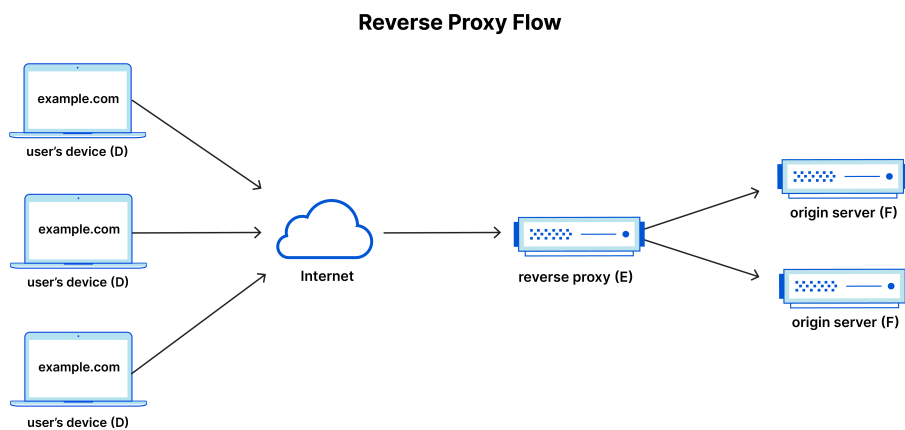 Reverse Proxy Flow
example.com
user's device (D)
example.com
user's device (D)
example.com
user's device (D)
Internet
reverse proxy (E)
origin server (F)
origin server (F)